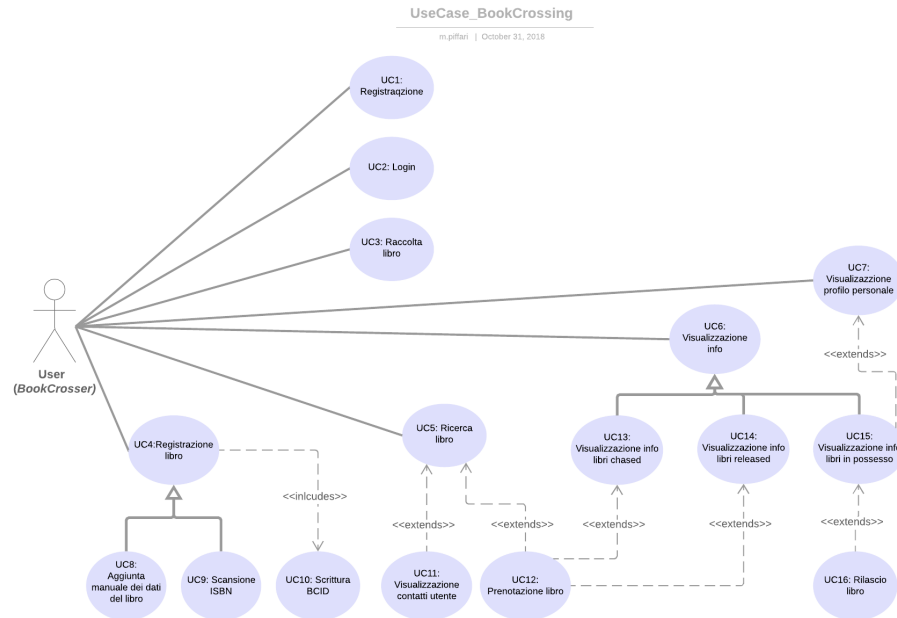 UseCase_BookCrossing
m.piffari | October 31, 2018
UC1:
Registraqzione
UC2: Login
UC3: Raccolta
libro
UC7:
Visualizazzione
profilo personale
UC6:
Visualizzazione
info
<<extends>>
User
(BookCrosser)
UC4:Registrazione
libro
UC5: Ricerca
libro
UC13:
Visualizzazione info
libri chased
UC14:
Visualizzazione info
libri released
UC15:
Visualizzazione info
libri in possesso
<<inlcudes>>
<<extends>>
<<extends>>
<<extends>>
<<extends>>
<<extends>>
UC8:
Aggiunta
manuale dei dati
del libro
UC9: Scansione
ISBN
UC10: Scrittura
BCID
UC11:
Visualizzazione
contatti utente
UC12:
Prenotazione libro
UC16: Rilascio
libro